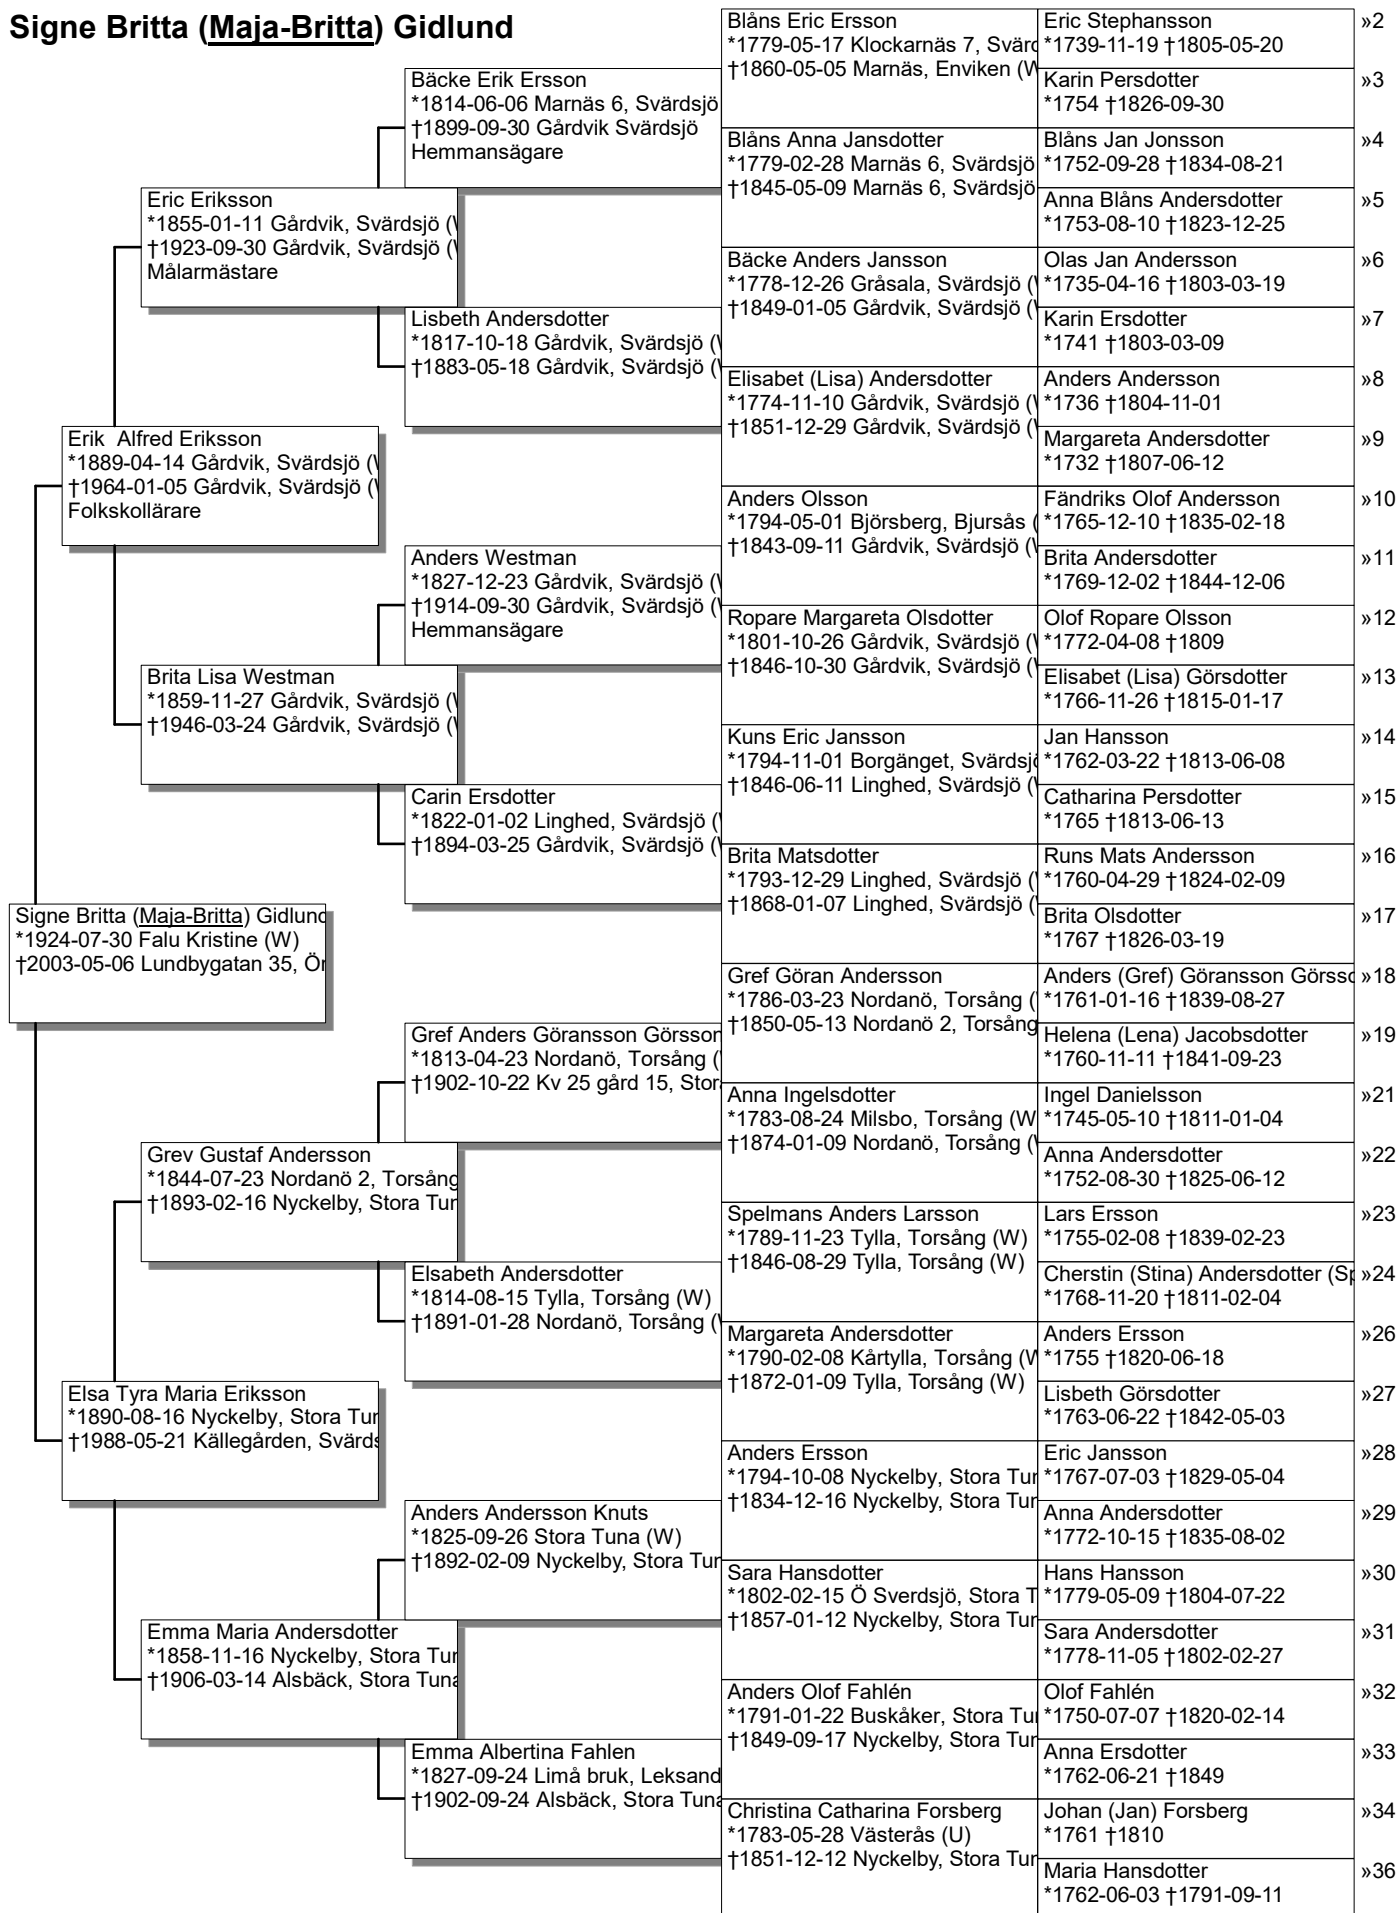 Signe Britta (Maja-Britta) Gidlund
Signe Britta (Maja-Britta) Gidlund
*1924-07-30 Falu Kristine (W)
†2003-05-06 Lundbygatan 35, Ör
Erik  Alfred Eriksson
*1889-04-14 Gårdvik, Svärdsjö (
†1964-01-05 Gårdvik, Svärdsjö (
Folkskollärare
Elsa Tyra Maria Eriksson
*1890-08-16 Nyckelby, Stora Tur
†1988-05-21 Källegården, Svärds
Eric Eriksson
*1855-01-11 Gårdvik, Svärdsjö (
†1923-09-30 Gårdvik, Svärdsjö (
Målarmästare
Brita Lisa Westman
*1859-11-27 Gårdvik, Svärdsjö (
†1946-03-24 Gårdvik, Svärdsjö (
Grev Gustaf Andersson
*1844-07-23 Nordanö 2, Torsång
†1893-02-16 Nyckelby, Stora Tur
Emma Maria Andersdotter
*1858-11-16 Nyckelby, Stora Tur
†1906-03-14 Alsbäck, Stora Tuna
Bäcke Erik Ersson
*1814-06-06 Marnäs 6, Svärdsjö
†1899-09-30 Gårdvik Svärdsjö
Hemmansägare
Lisbeth Andersdotter
*1817-10-18 Gårdvik, Svärdsjö (
†1883-05-18 Gårdvik, Svärdsjö (
Anders Westman
*1827-12-23 Gårdvik, Svärdsjö (
†1914-09-30 Gårdvik, Svärdsjö (
Hemmansägare
Carin Ersdotter
*1822-01-02 Linghed, Svärdsjö (
†1894-03-25 Gårdvik, Svärdsjö (
Gref Anders Göransson Görsson
*1813-04-23 Nordanö, Torsång (
†1902-10-22 Kv 25 gård 15, Stora
Elsabeth Andersdotter
*1814-08-15 Tylla, Torsång (W)
†1891-01-28 Nordanö, Torsång (
Anders Andersson Knuts
*1825-09-26 Stora Tuna (W)
†1892-02-09 Nyckelby, Stora Tur
Emma Albertina Fahlen
*1827-09-24 Limå bruk, Leksand
†1902-09-24 Alsbäck, Stora Tuna
Blåns Eric Ersson
*1779-05-17 Klockarnäs 7, Svärd
†1860-05-05 Marnäs, Enviken (W
Blåns Anna Jansdotter
*1779-02-28 Marnäs 6, Svärdsjö
†1845-05-09 Marnäs 6, Svärdsjö
Bäcke Anders Jansson
*1778-12-26 Gråsala, Svärdsjö (
†1849-01-05 Gårdvik, Svärdsjö (
Elisabet (Lisa) Andersdotter
*1774-11-10 Gårdvik, Svärdsjö (
†1851-12-29 Gårdvik, Svärdsjö (
Anders Olsson
*1794-05-01 Björsberg, Bjursås (
†1843-09-11 Gårdvik, Svärdsjö (
Ropare Margareta Olsdotter
*1801-10-26 Gårdvik, Svärdsjö (
†1846-10-30 Gårdvik, Svärdsjö (
Kuns Eric Jansson
*1794-11-01 Borgänget, Svärdsjö
†1846-06-11 Linghed, Svärdsjö (
Brita Matsdotter
*1793-12-29 Linghed, Svärdsjö (
†1868-01-07 Linghed, Svärdsjö (
Gref Göran Andersson
*1786-03-23 Nordanö, Torsång (
†1850-05-13 Nordanö 2, Torsång
Anna Ingelsdotter
*1783-08-24 Milsbo, Torsång (W
†1874-01-09 Nordanö, Torsång (
Spelmans Anders Larsson
*1789-11-23 Tylla, Torsång (W)
†1846-08-29 Tylla, Torsång (W)
Margareta Andersdotter
*1790-02-08 Kårtylla, Torsång (W
†1872-01-09 Tylla, Torsång (W)
Anders Ersson
*1794-10-08 Nyckelby, Stora Tur
†1834-12-16 Nyckelby, Stora Tur
Sara Hansdotter
*1802-02-15 Ö Sverdsjö, Stora T
†1857-01-12 Nyckelby, Stora Tur
Anders Olof Fahlén
*1791-01-22 Buskåker, Stora Tur
†1849-09-17 Nyckelby, Stora Tur
Christina Catharina Forsberg
*1783-05-28 Västerås (U)
†1851-12-12 Nyckelby, Stora Tur
Eric Stephansson »2
*1739-11-19 †1805-05-20
Karin Persdotter »3
*1754 †1826-09-30
Blåns Jan Jonsson »4
*1752-09-28 †1834-08-21
Anna Blåns Andersdotter »5
*1753-08-10 †1823-12-25
Olas Jan Andersson »6
*1735-04-16 †1803-03-19
Karin Ersdotter »7
*1741 †1803-03-09
Anders Andersson »8
*1736 †1804-11-01
Margareta Andersdotter »9
*1732 †1807-06-12
Fändriks Olof Andersson »10
*1765-12-10 †1835-02-18
Brita Andersdotter »11
*1769-12-02 †1844-12-06
Olof Ropare Olsson »12
*1772-04-08 †1809
Elisabet (Lisa) Görsdotter »13
*1766-11-26 †1815-01-17
Jan Hansson »14
*1762-03-22 †1813-06-08
Catharina Persdotter »15
*1765 †1813-06-13
Runs Mats Andersson »16
*1760-04-29 †1824-02-09
Brita Olsdotter »17
*1767 †1826-03-19
Anders (Gref) Göransson Görsso »18
*1761-01-16 †1839-08-27
Helena (Lena) Jacobsdotter »19
*1760-11-11 †1841-09-23
Ingel Danielsson »21
*1745-05-10 †1811-01-04
Anna Andersdotter »22
*1752-08-30 †1825-06-12
Lars Ersson »23
*1755-02-08 †1839-02-23
Cherstin (Stina) Andersdotter (Sp »24
*1768-11-20 †1811-02-04
Anders Ersson »26
*1755 †1820-06-18
Lisbeth Görsdotter »27
*1763-06-22 †1842-05-03
Eric Jansson »28
*1767-07-03 †1829-05-04
Anna Andersdotter »29
*1772-10-15 †1835-08-02
Hans Hansson »30
*1779-05-09 †1804-07-22
Sara Andersdotter »31
*1778-11-05 †1802-02-27
Olof Fahlén »32
*1750-07-07 †1820-02-14
Anna Ersdotter »33
*1762-06-21 †1849
Johan (Jan) Forsberg »34
*1761 †1810
Maria Hansdotter »36
*1762-06-03 †1791-09-11